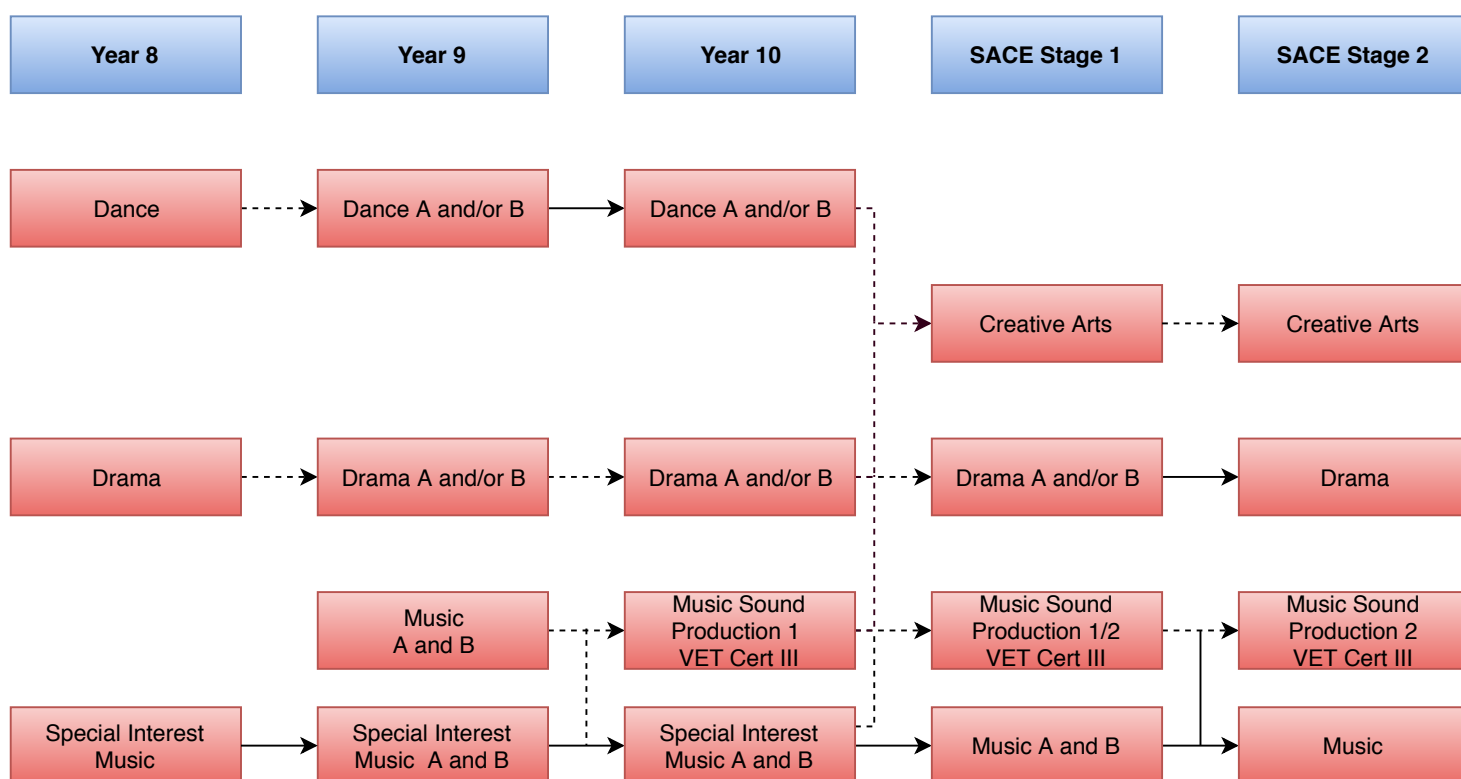 Year 8
Year 9
Year 10
SACE Stage 1
SACE Stage 2
Dance
Dance A and/or B
Dance A and/or B
Creative Arts
Creative Arts
Drama
Drama A and/or B
Drama A and/or B
Drama A and/or B
Drama
Music
A and B
Music Sound
Production 1
VET Cert III
Music Sound
Production 1/2
VET Cert III
Music Sound
Production 2
VET Cert III
Special Interest
Music
Special Interest
Music A and B
Special Interest
Music A and B
Music A and B
Music